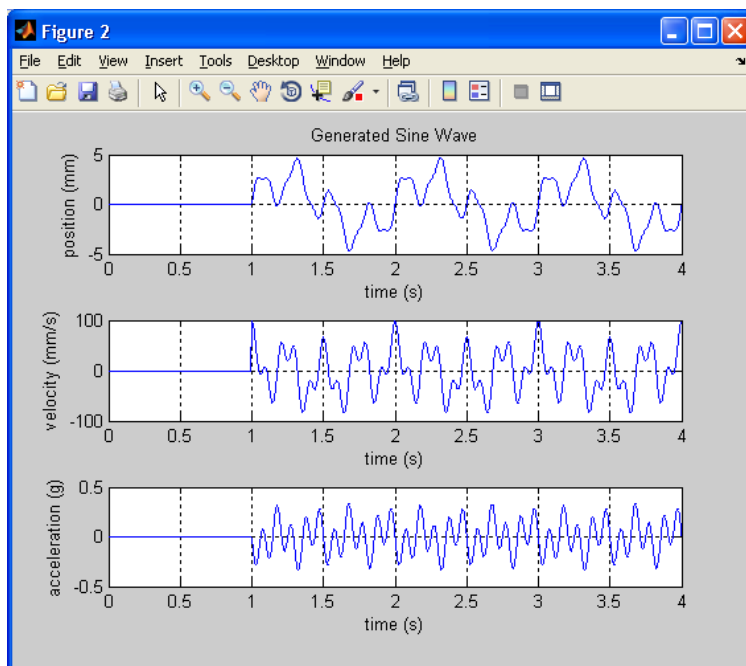 Figure 2
File Edit View Insert Tools Desktop Window Help
Generated Sine Wave
position (mm)
5
0
-5
0 0.5 1 1.5 2 2.5 3 3.5 4
time (s)
velocity (mm/s)
100
0
-100
0 0.5 1 1.5 2 2.5 3 3.5 4
time (s)
acceleration (g)
0.5
0
-0.5
0 0.5 1 1.5 2 2.5 3 3.5 4
time (s)